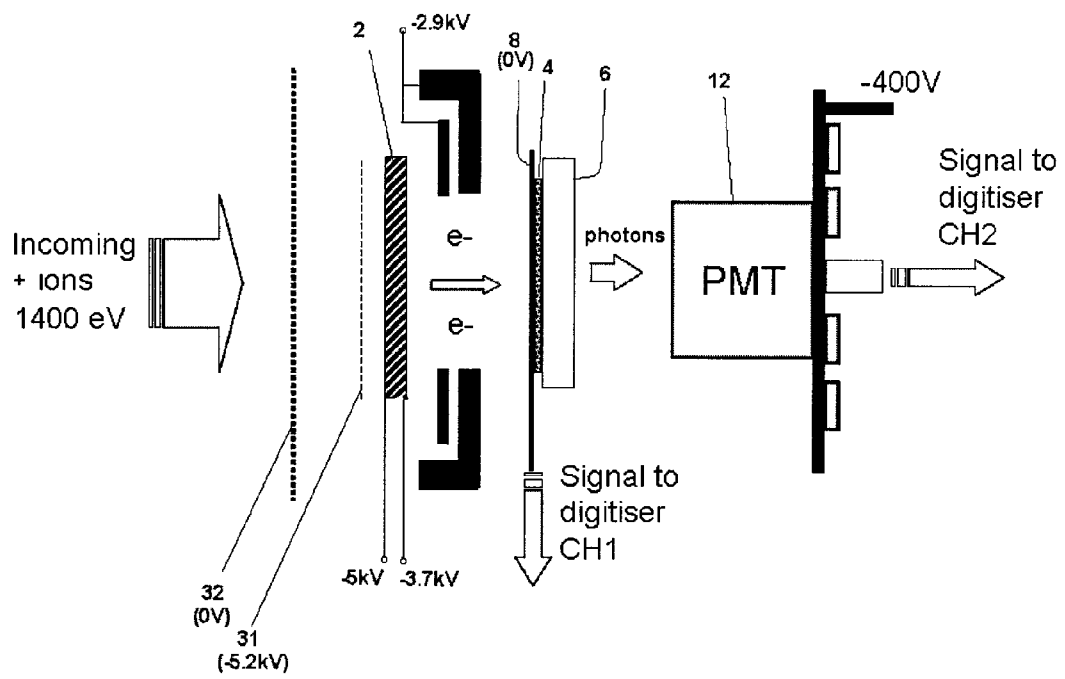 -2.9kV
2
8
(0V)
4
6
12
-400V
Signal to
digitiser
CH2
Incoming
+ ions
1400 eV
e-
e-
photons
PMT
Signal to
digitiser
CH1
-5kV
-3.7kV
32
(0V)
31
(-5.2kV)